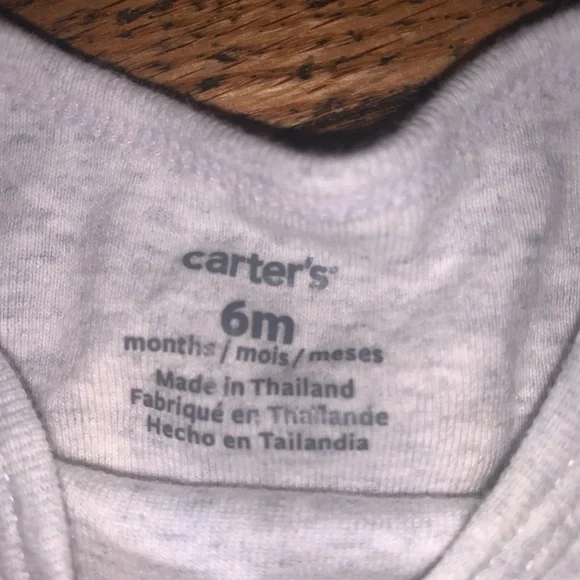 carter's®
6m
months / mois / meses
Made in Thailand
Fabriqué en Thaïlande
Hecho en Tailandia